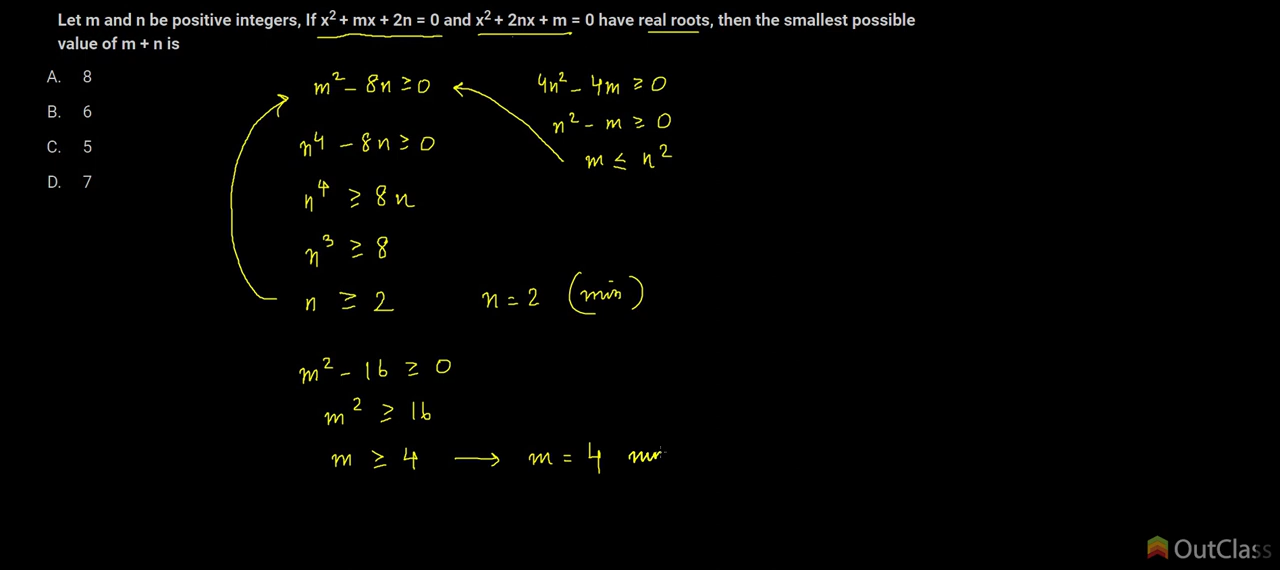 Let m and n be positive integers, If x² + mx + 2n = 0 and x² + 2nx + m = 0 have real roots, then the smallest possible
value of m + n is
A. 8
B. 6
C. 5
D. 7
m² - 8n ≥ 0
n⁴ - 8n ≥ 0
n⁴ ≥ 8n
n³ ≥ 8
n ≥ 2 n = 2 (min)
4n² - 4m ≥ 0
n² - m ≥ 0
m ≤ n²
m² - 16 ≥ 0
m² ≥ 16
m ≥ 4 → m = 4
OutClass